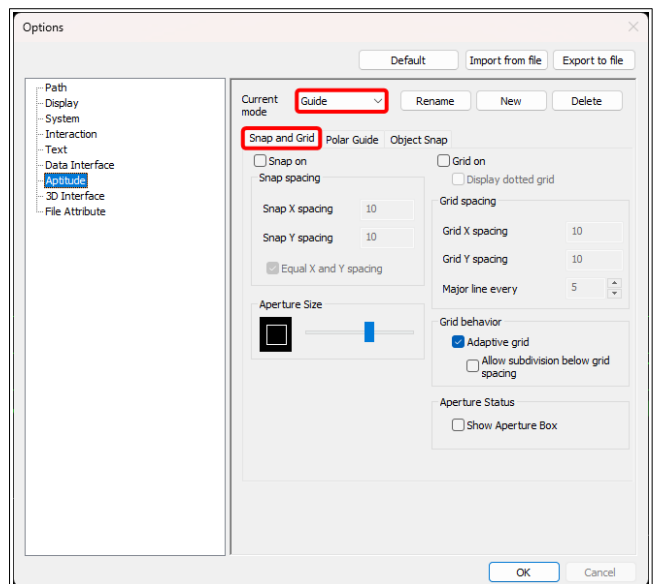 Options
Default
Import from file
Export to file
Path
Display
System
Interaction
Text
Data Interface
Aptitude
3D Interface
File Attribute
Current mode
Guide
Rename
New
Delete
Snap and Grid
Polar Guide
Object Snap
Snap on
Snap spacing
Snap X spacing 10
Snap Y spacing 10
Equal X and Y spacing
Aperture Size
Grid on
Display dotted grid
Grid spacing
Grid X spacing 10
Grid Y spacing 10
Major line every 5
Grid behavior
Adaptive grid
Allow subdivision below grid
spacing
Aperture Status
Show Aperture Box
OK
Cancel